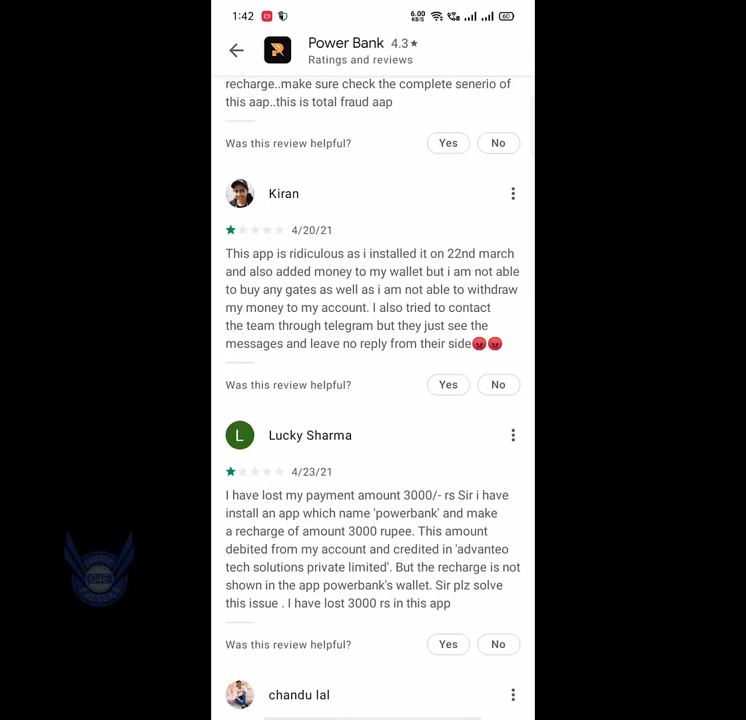 1:42
6.00
KB/S
60
Power Bank 4.3★
Ratings and reviews
recharge..make sure check the complete senerio of
this aap..this is total fraud aap
Was this review helpful? Yes No
Kiran
4/20/21
This app is ridiculous as i installed it on 22nd march
and also added money to my wallet but i am not able
to buy any gates as well as i am not able to withdraw
my money to my account. I also tried to contact
the team through telegram but they just see the
messages and leave no reply from their side😡😡
Was this review helpful? Yes No
L Lucky Sharma
4/23/21
I have lost my payment amount 3000/- rs Sir i have
install an app which name 'powerbank' and make
a recharge of amount 3000 rupee. This amount
debited from my account and credited in 'advanteo
tech solutions private limited'. But the recharge is not
shown in the app powerbank's wallet. Sir plz solve
this issue . I have lost 3000 rs in this app
Was this review helpful? Yes No
chandu lal